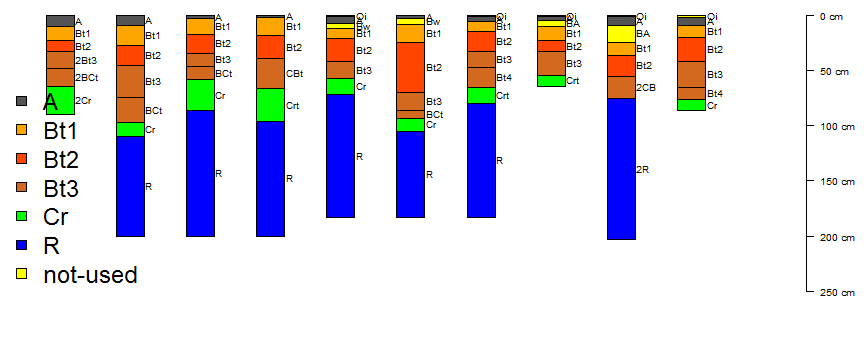 A
Bt1
Bt2
2Bt3
2BCt
2Cr
A
Bt1
Bt2
Bt3
BCt
Cr
R
A
Bt1
Bt2
Bt3
BCt
Cr
R
A
Bt1
Bt2
CBt
Crt
R
Oi
A
Bw
Bt1
Bt2
Bt3
Cr
R
A
Bw
Bt1
Bt2
Bt3
BCt
Cr
R
Oi
A
Bt1
Bt2
Bt3
Bt4
Crt
R
Oi
A
BA
Bt1
Bt2
Bt3
Crt
Oi
A
BA
Bt1
Bt2
2CB
2R
Oi
A
Bt1
Bt2
Bt3
Bt4
Cr
0 cm
50 cm
100 cm
150 cm
200 cm
250 cm
A
Bt1
Bt2
Bt3
Cr
R
not-used